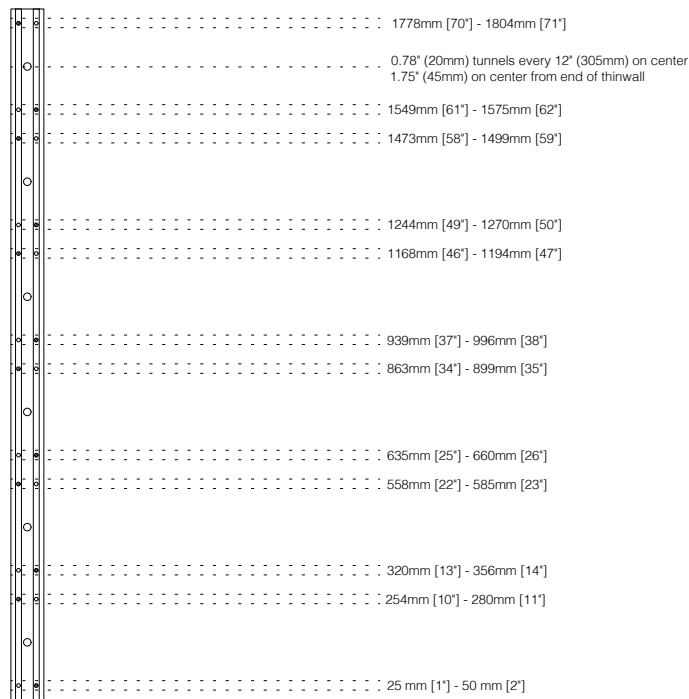 1778mm [70"] - 1804mm [71"]
0.78" (20mm) tunnels every 12" (305mm) on center
1.75" (45mm) on center from end of thinwall
1549mm [61"] - 1575mm [62"]
1473mm [58"] - 1499mm [59"]
1244mm [49"] - 1270mm [50"]
1168mm [46"] - 1194mm [47"]
939mm [37"] - 996mm [38"]
863mm [34"] - 899mm [35"]
635mm [25"] - 660mm [26"]
558mm [22"] - 585mm [23"]
320mm [13"] - 356mm [14"]
254mm [10"] - 280mm [11"]
25 mm [1"] - 50 mm [2"]